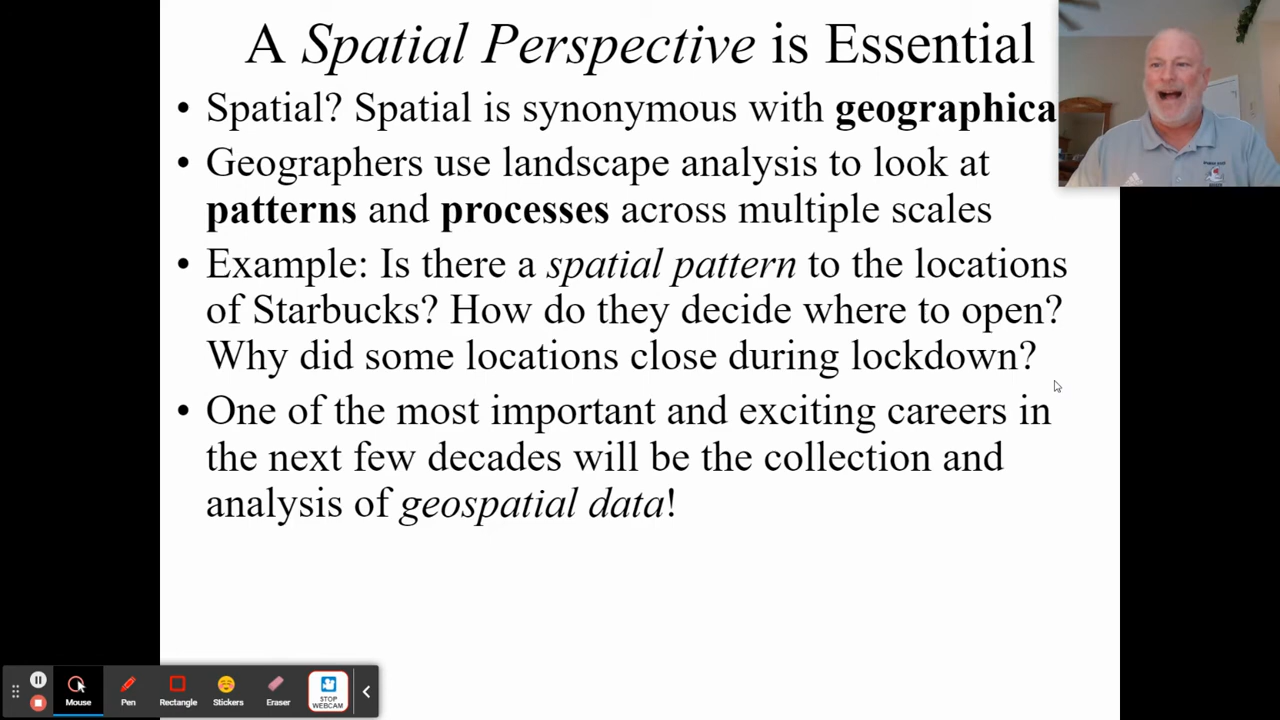 A Spatial Perspective is Essential
• Spatial? Spatial is synonymous with geographica
• Geographers use landscape analysis to look at
patterns and processes across multiple scales
• Example: Is there a spatial pattern to the locations
of Starbucks? How do they decide where to open?
Why did some locations close during lockdown?
• One of the most important and exciting careers in
the next few decades will be the collection and
analysis of geospatial data!
Mouse Pen Rectangle Stickers Eraser STOP
WEBCAM